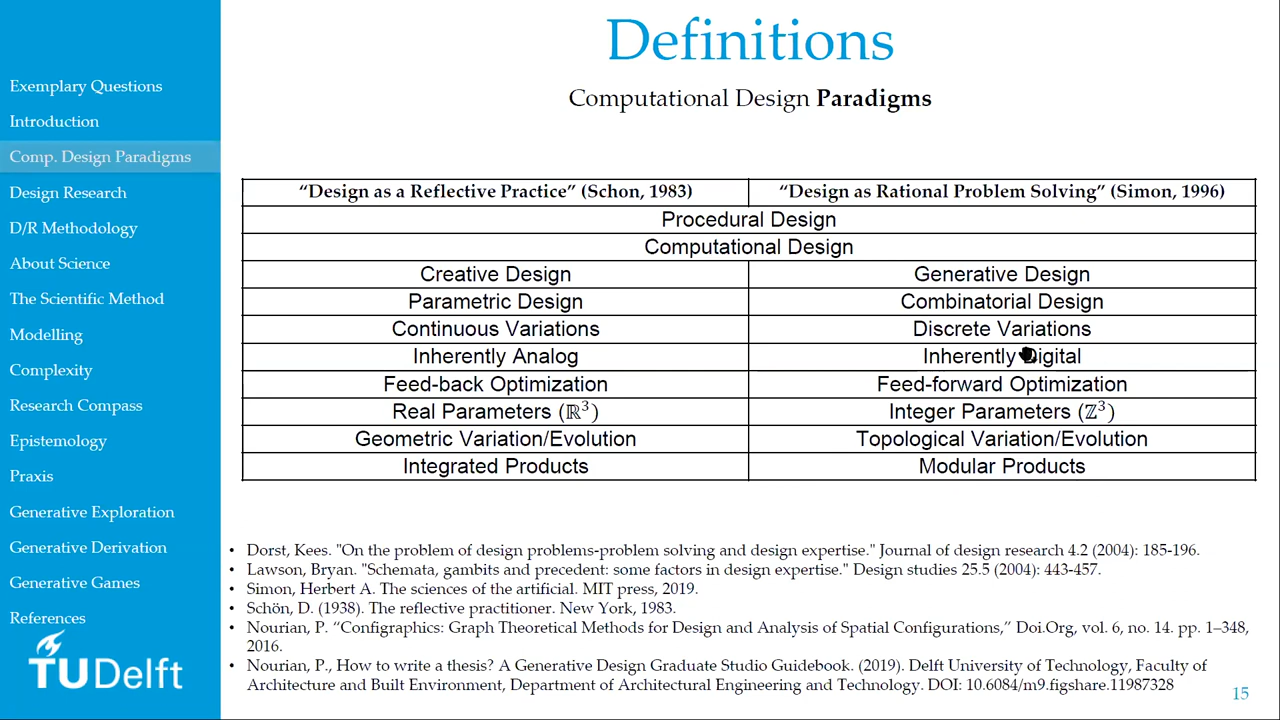 Definitions
Computational Design Paradigms
Exemplary Questions
Introduction
Comp. Design Paradigms
Design Research
D/R Methodology
About Science
The Scientific Method
Modelling
Complexity
Research Compass
Epistemology
Praxis
Generative Exploration
Generative Derivation
Generative Games
References
TUDelft
“Design as a Reflective Practice” (Schon, 1983) “Design as Rational Problem Solving” (Simon, 1996)
Procedural Design
Computational Design
Creative Design Generative Design
Parametric Design Combinatorial Design
Continuous Variations Discrete Variations
Inherently Analog Inherently Digital
Feed-back Optimization Feed-forward Optimization
Real Parameters (ℝ³) Integer Parameters (ℤ³)
Geometric Variation/Evolution Topological Variation/Evolution
Integrated Products Modular Products
• Dorst, Kees. "On the problem of design problems-problem solving and design expertise." Journal of design research 4.2 (2004): 185-196.
• Lawson, Bryan. "Schemata, gambits and precedent: some factors in design expertise." Design studies 25.5 (2004): 443-457.
• Simon, Herbert A. The sciences of the artificial. MIT press, 2019.
• Schön, D. (1938). The reflective practitioner. New York, 1983.
• Nourian, P. “Configraphics: Graph Theoretical Methods for Design and Analysis of Spatial Configurations,” Doi.Org, vol. 6, no. 14. pp. 1–348,
2016.
• Nourian, P., How to write a thesis? A Generative Design Graduate Studio Guidebook. (2019). Delft University of Technology, Faculty of
Architecture and Built Environment, Department of Architectural Engineering and Technology. DOI: 10.6084/m9.figshare.11987328
15